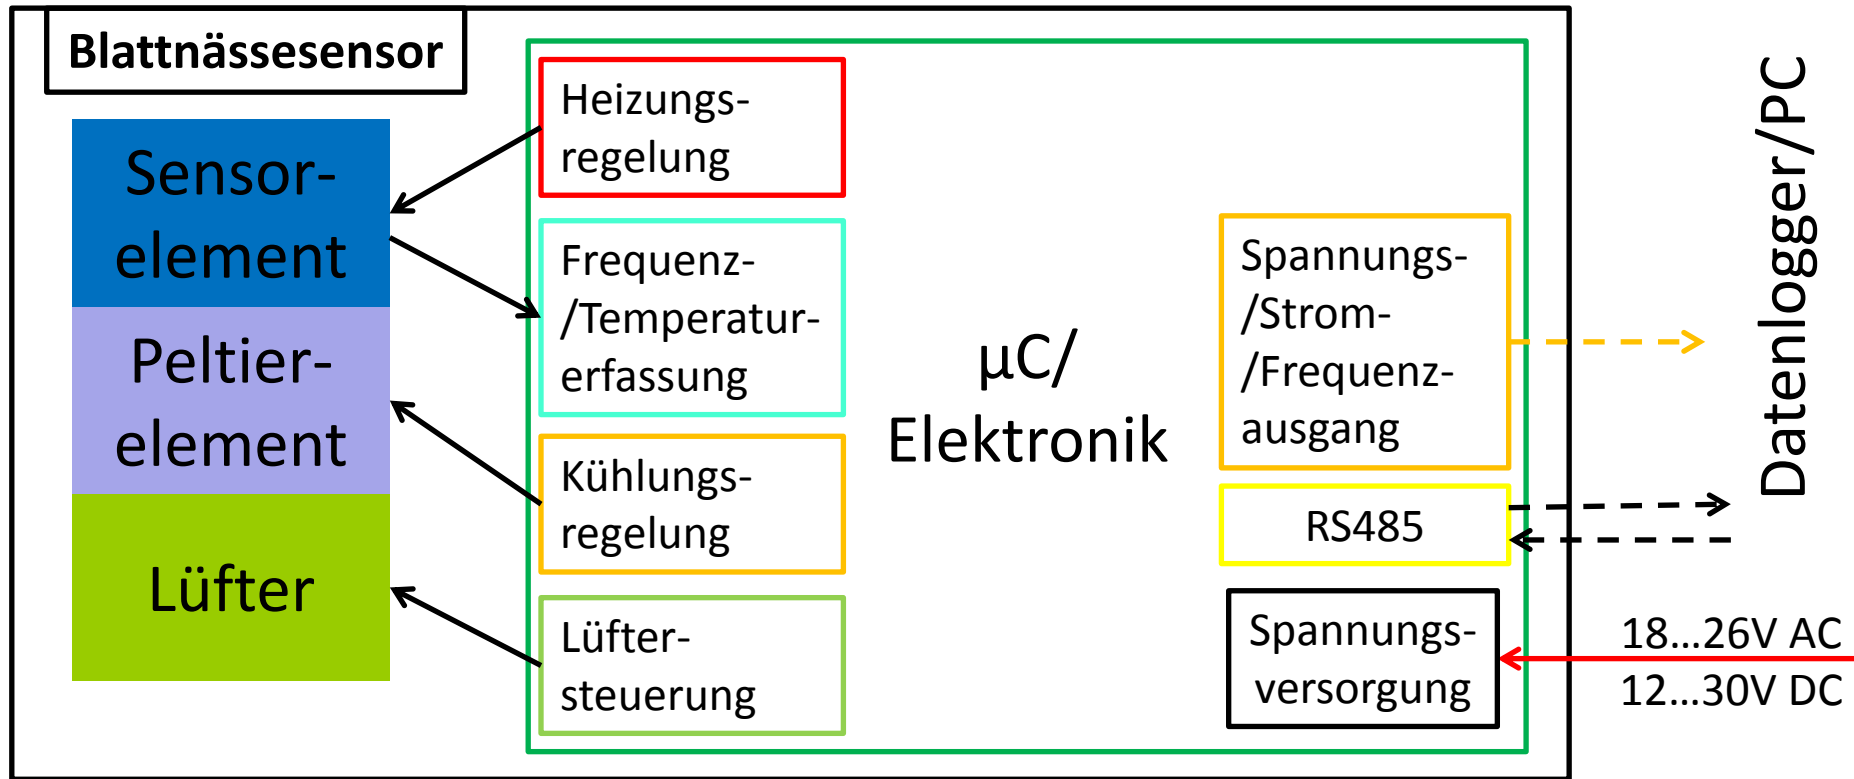 Blattnässesensor
Sensor-
element
Peltier-
element
Lüfter
Heizungs-
regelung
Frequenz-
/Temperatur-
erfassung
Kühlungs-
regelung
Lüfter-
steuerung
µC/
Elektronik
Spannungs-
/Strom-
/Frequenz-
ausgang
RS485
Spannungs-
versorgung
Datenlogger/PC
18...26V AC
12...30V DC